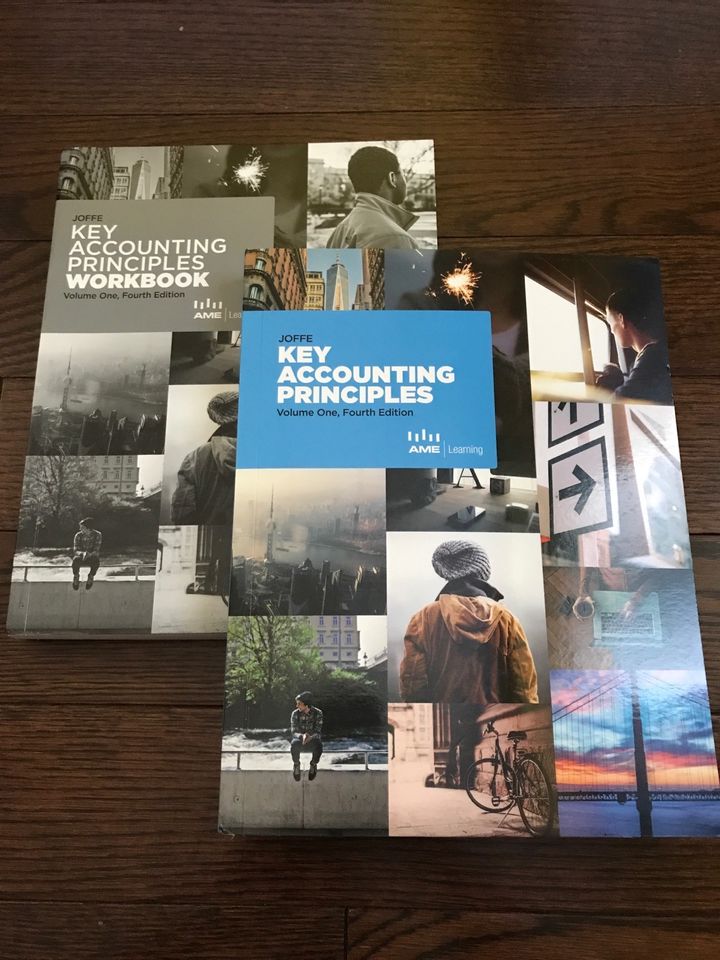 JOFFE
KEY
ACCOUNTING
PRINCIPLES
WORKBOOK
Volume One, Fourth Edition
AME
JOFFE
KEY
ACCOUNTING
PRINCIPLES
Volume One, Fourth Edition
AME Learning